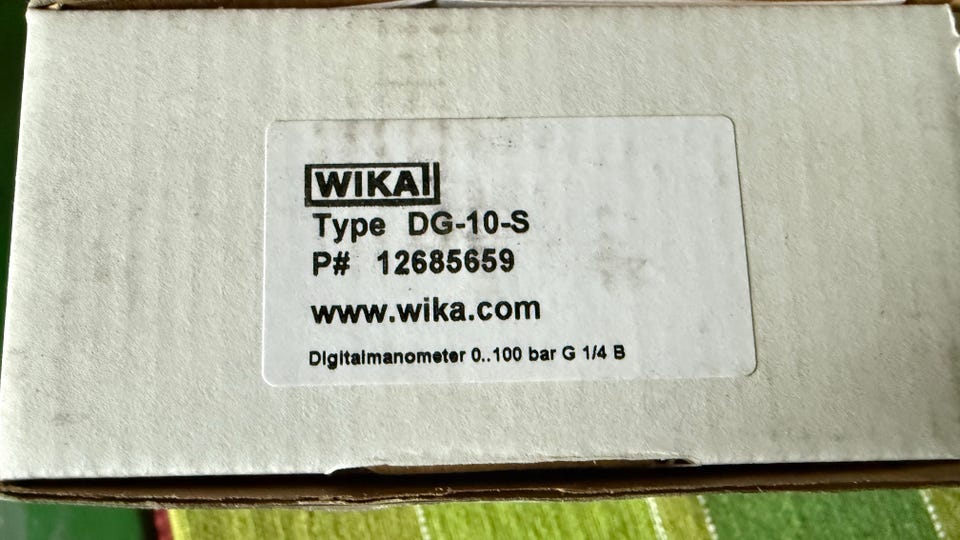 WIKA
Type DG-10-S
P# 12685659
www.wika.com
Digitalmanometer 0..100 bar G 1/4 B